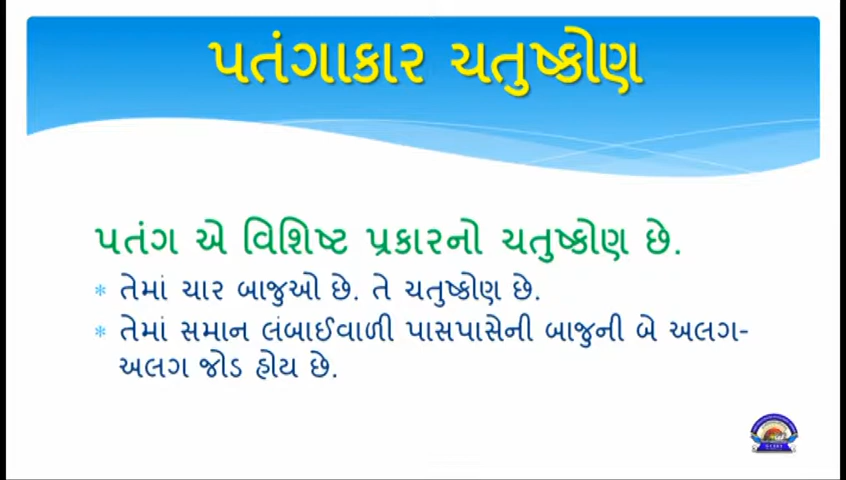 પતંગાકાર ચતુષ્કોણ
પતંગ એ વિશિષ્ટ પ્રકારનો ચતુષ્કોણ છે.
* તેમાં ચાર બાજુઓ છે. તે ચતુષ્કોણ છે.
* તેમાં સમાન લંબાઈવાળી પાસપાસેની બાજુની બે અલગ-
અલગ જોડ હોય છે.